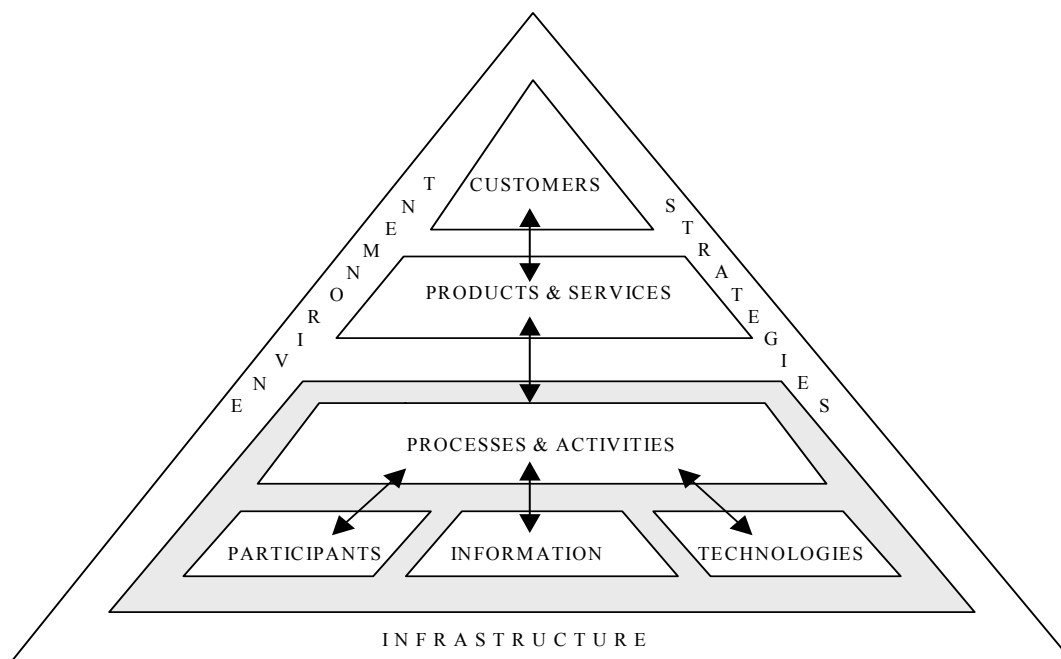 CUSTOMERS
ENVIRONMENT
STRATEGIES
PRODUCTS & SERVICES
PROCESSES & ACTIVITIES
PARTICIPANTS
INFORMATION
TECHNOLOGIES
INFRASTRUCTURE